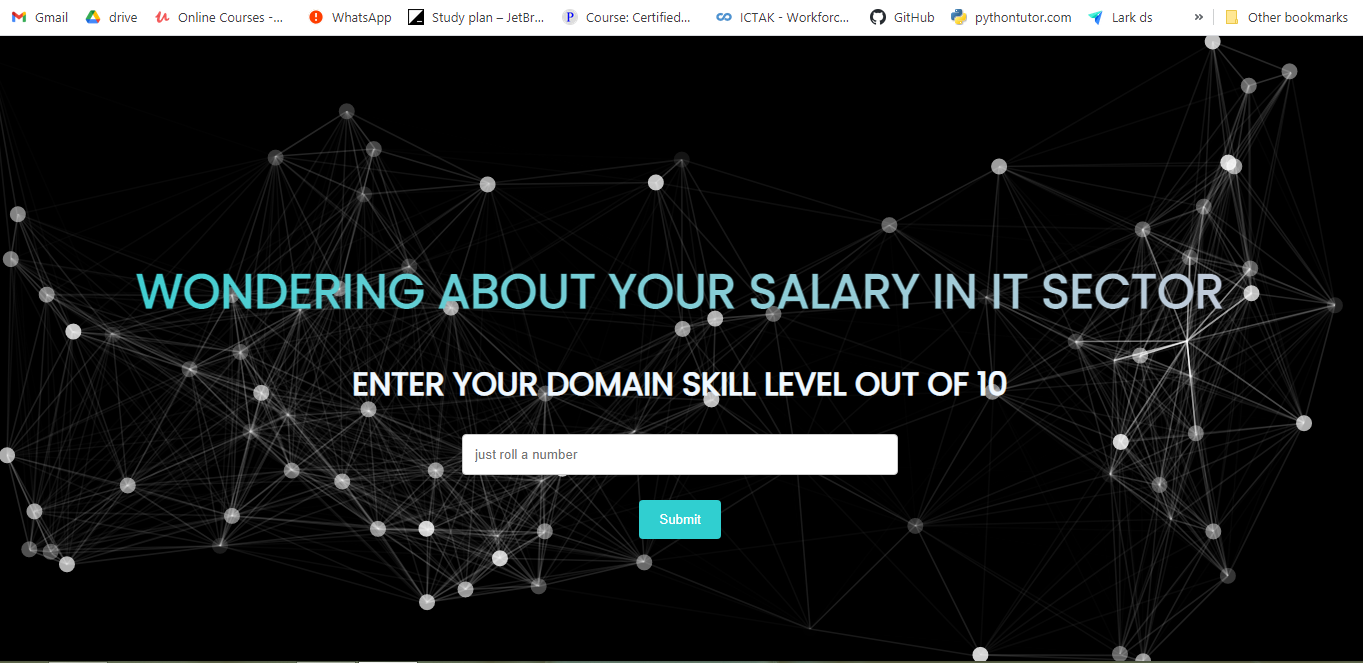 Gmail drive Online Courses -... WhatsApp Study plan – JetBr... Course: Certified... ICTAK - Workforc... GitHub pythontutor.com Lark ds » Other bookmarks
WONDERING ABOUT YOUR SALARY IN IT SECTOR
ENTER YOUR DOMAIN SKILL LEVEL OUT OF 10
just roll a number
Submit